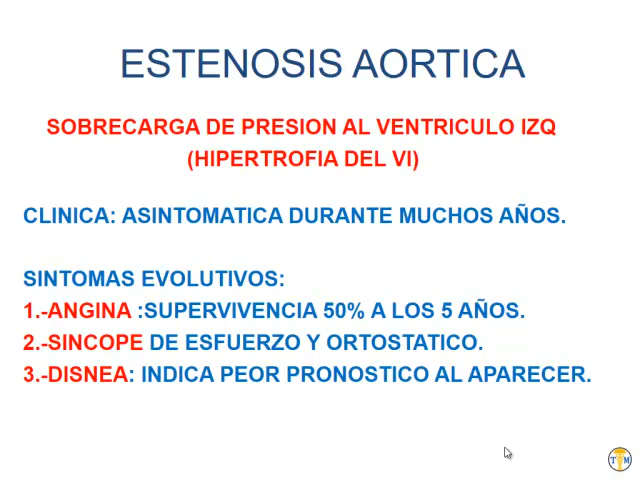 ESTENOSIS AORTICA
SOBRECARGA DE PRESION AL VENTRICULO IZQ
(HIPERTROFIA DEL VI)
CLINICA: ASINTOMATICA DURANTE MUCHOS AÑOS.
SINTOMAS EVOLUTIVOS:
1.-ANGINA :SUPERVIVENCIA 50% A LOS 5 AÑOS.
2.-SINCOPE DE ESFUERZO Y ORTOSTATICO.
3.-DISNEA: INDICA PEOR PRONOSTICO AL APARECER.
T M